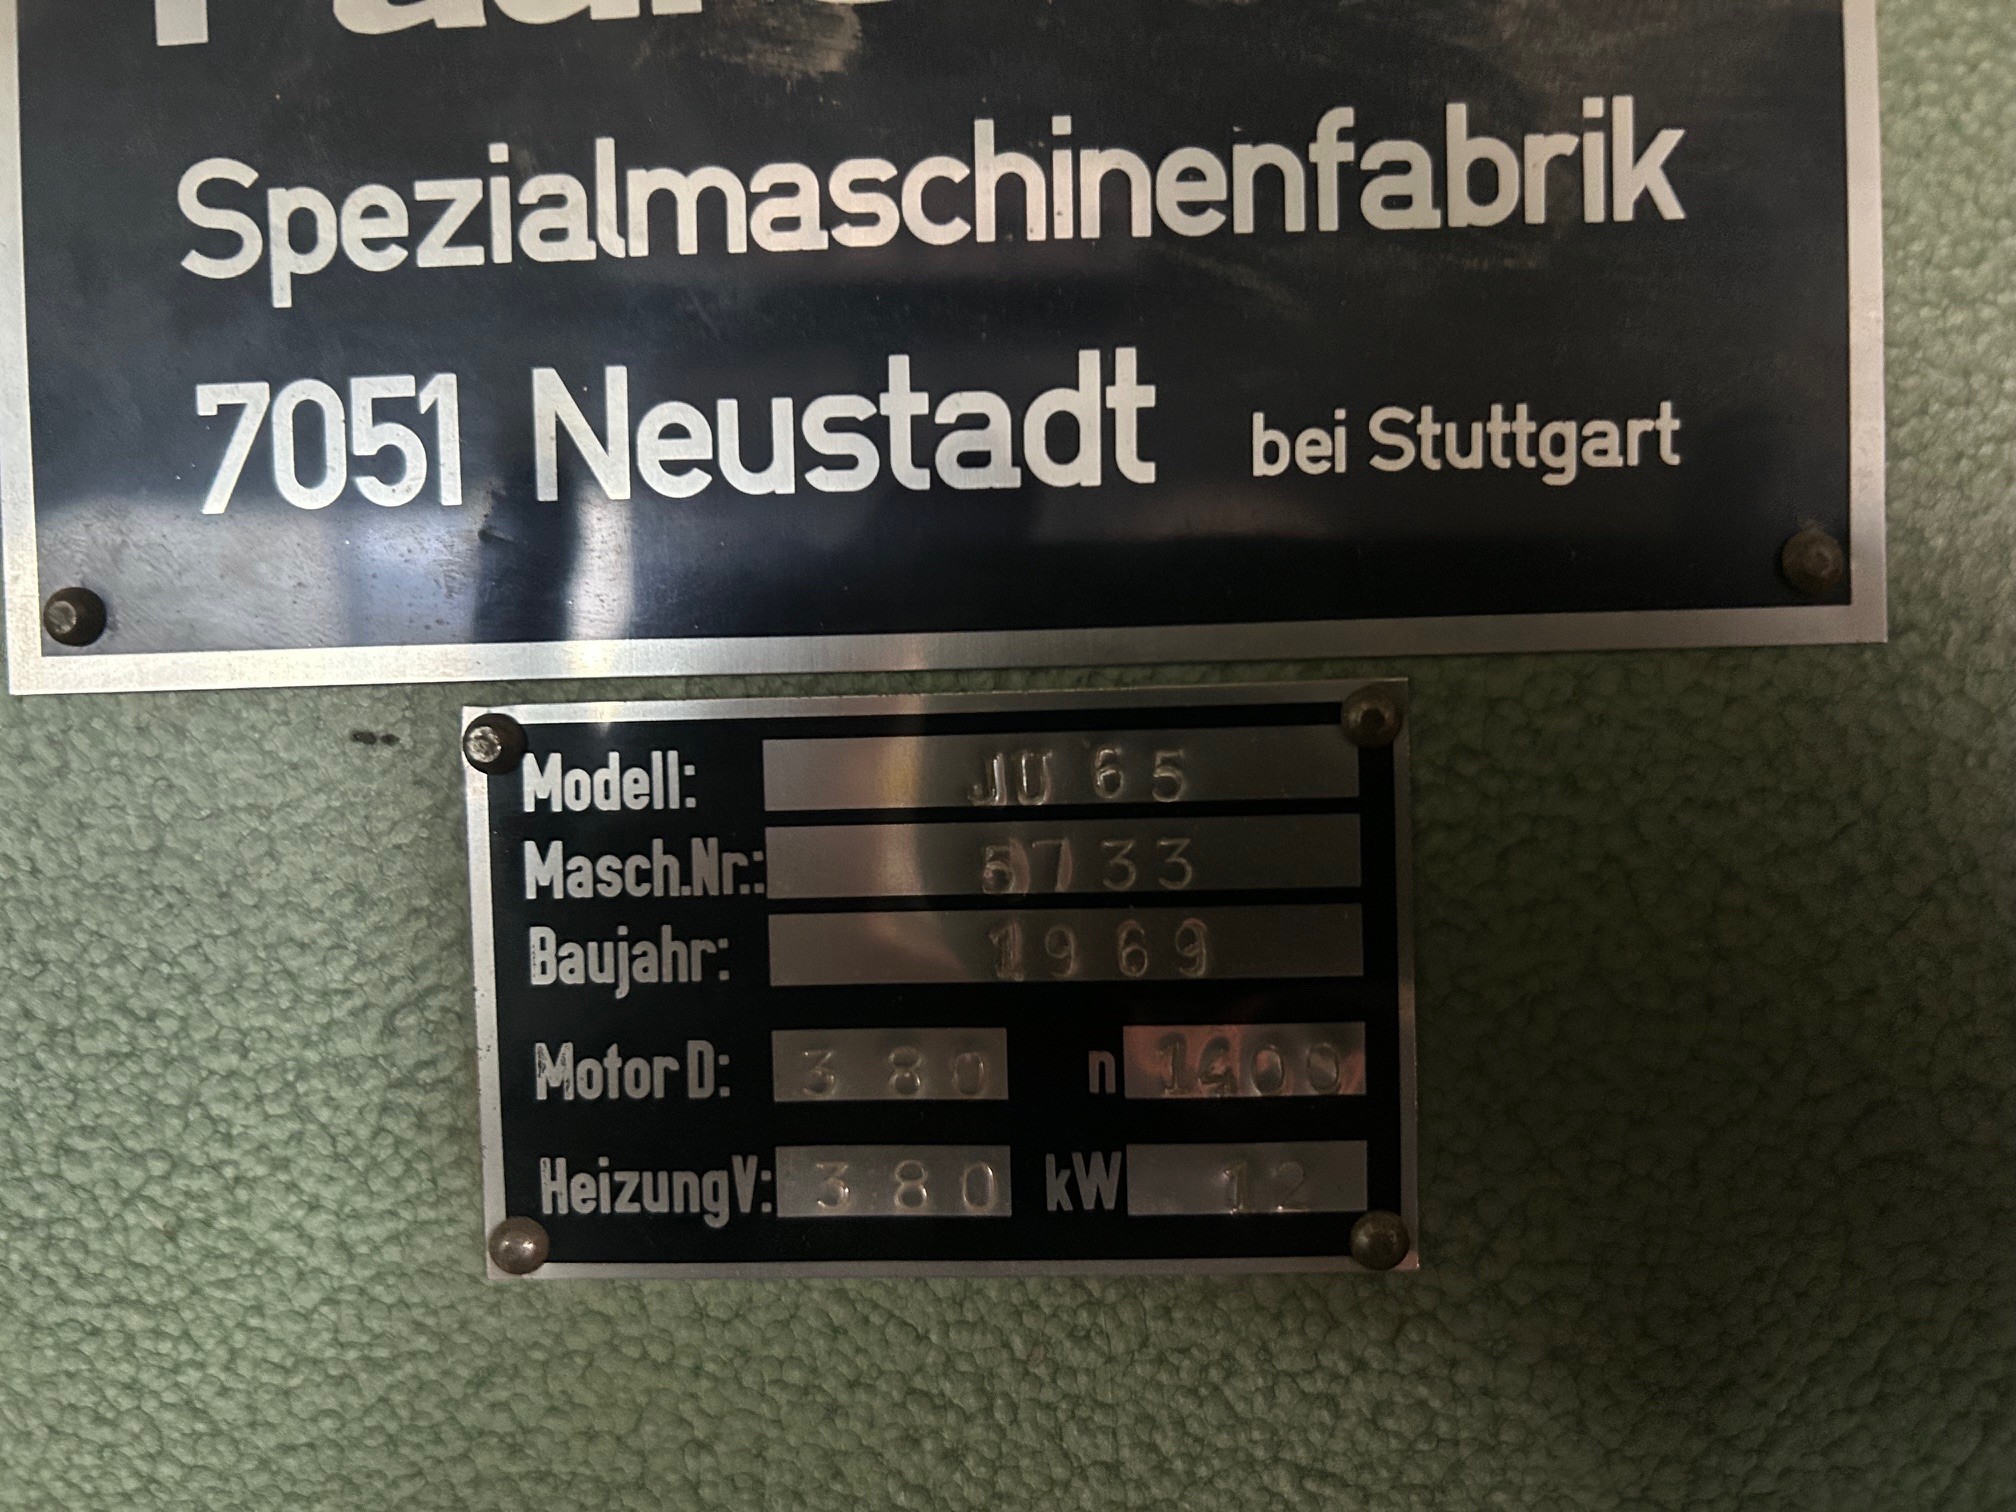 Spezialmaschinenfabrik
7051 Neustadt bei Stuttgart
Modell: JU 65
Masch.Nr.: 5733
Baujahr: 1969
Motor D: 380 n 1400
Heizung V: 380 kW 12